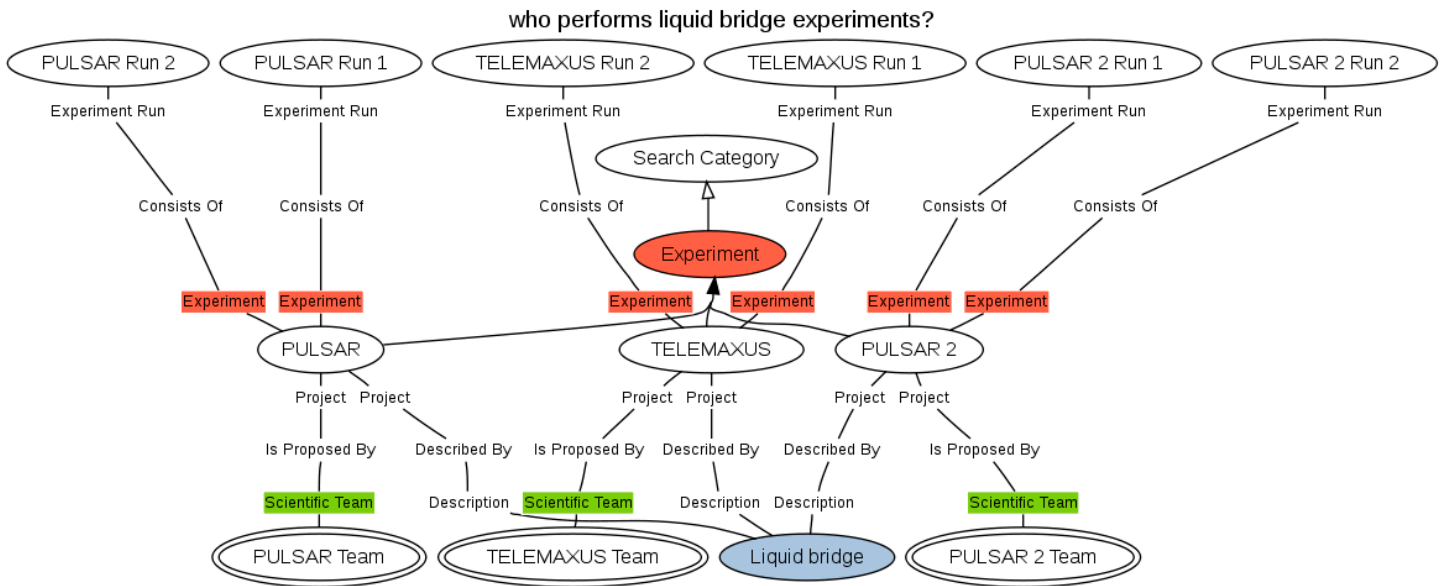 who performs liquid bridge experiments?
PULSAR Run 2
PULSAR Run 1
TELEMAXUS Run 2
TELEMAXUS Run 1
PULSAR 2 Run 1
PULSAR 2 Run 2
Experiment Run
Experiment Run
Experiment Run
Experiment Run
Experiment Run
Experiment Run
Search Category
Consists Of
Consists Of
Consists Of
Consists Of
Consists Of
Consists Of
Experiment
Experiment
Experiment
Experiment
Experiment
Experiment
Experiment
PULSAR
TELEMAXUS
PULSAR 2
Project
Project
Project
Project
Project
Project
Is Proposed By
Described By
Is Proposed By
Described By
Described By
Is Proposed By
Scientific Team
Description
Scientific Team
Description
Description
Scientific Team
PULSAR Team
TELEMAXUS Team
Liquid bridge
PULSAR 2 Team